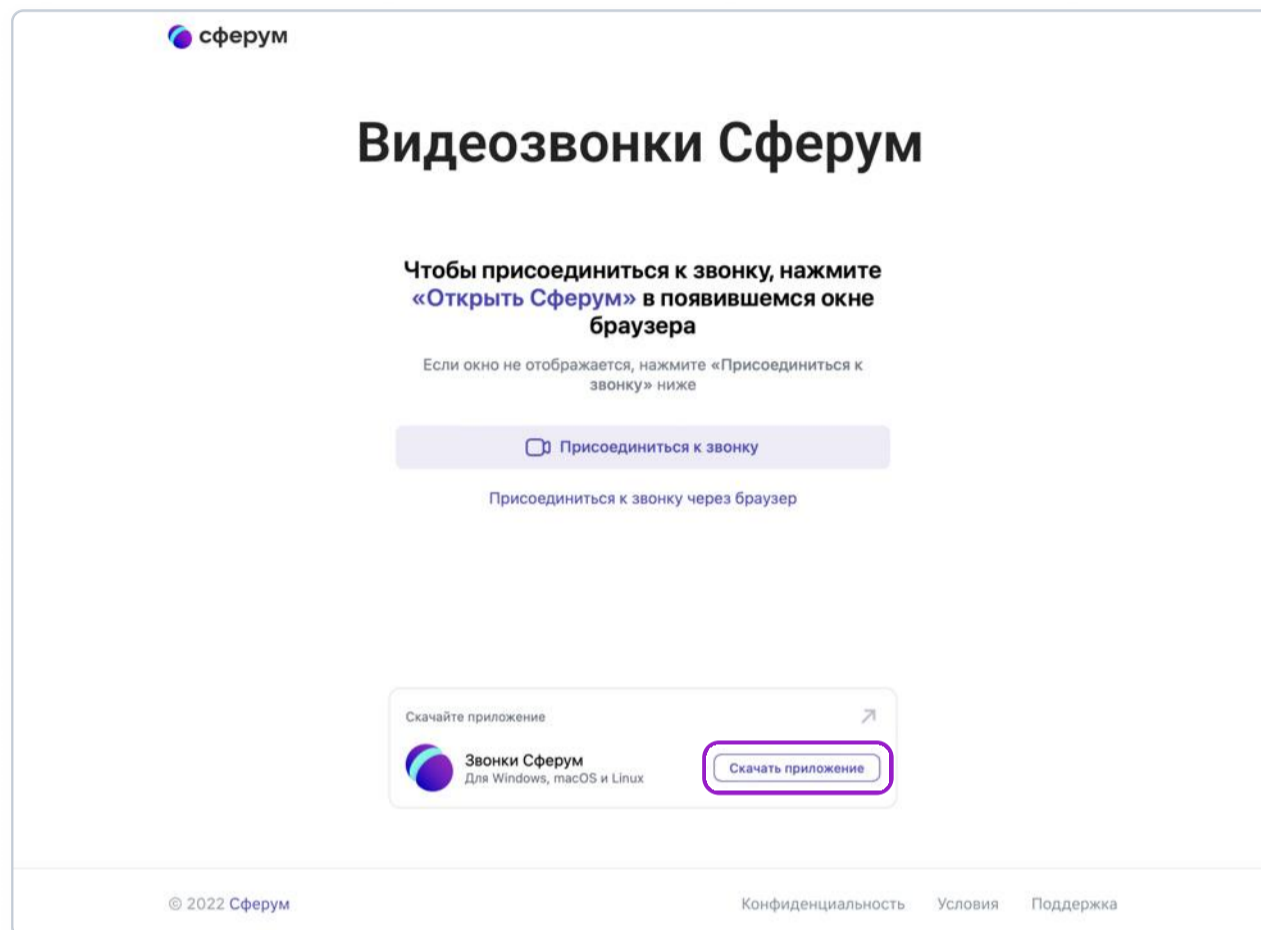 сферум
Видеозвонки Сферум
Чтобы присоединиться к звонку, нажмите
«Открыть Сферум» в появившемся окне
браузера
Если окно не отображается, нажмите «Присоединиться к
звонку» ниже
Присоединиться к звонку
Присоединиться к звонку через браузер
Скачайте приложение
Звонки Сферум
Для Windows, macOS и Linux
Скачать приложение
© 2022 Сферум
Конфиденциальность Условия Поддержка